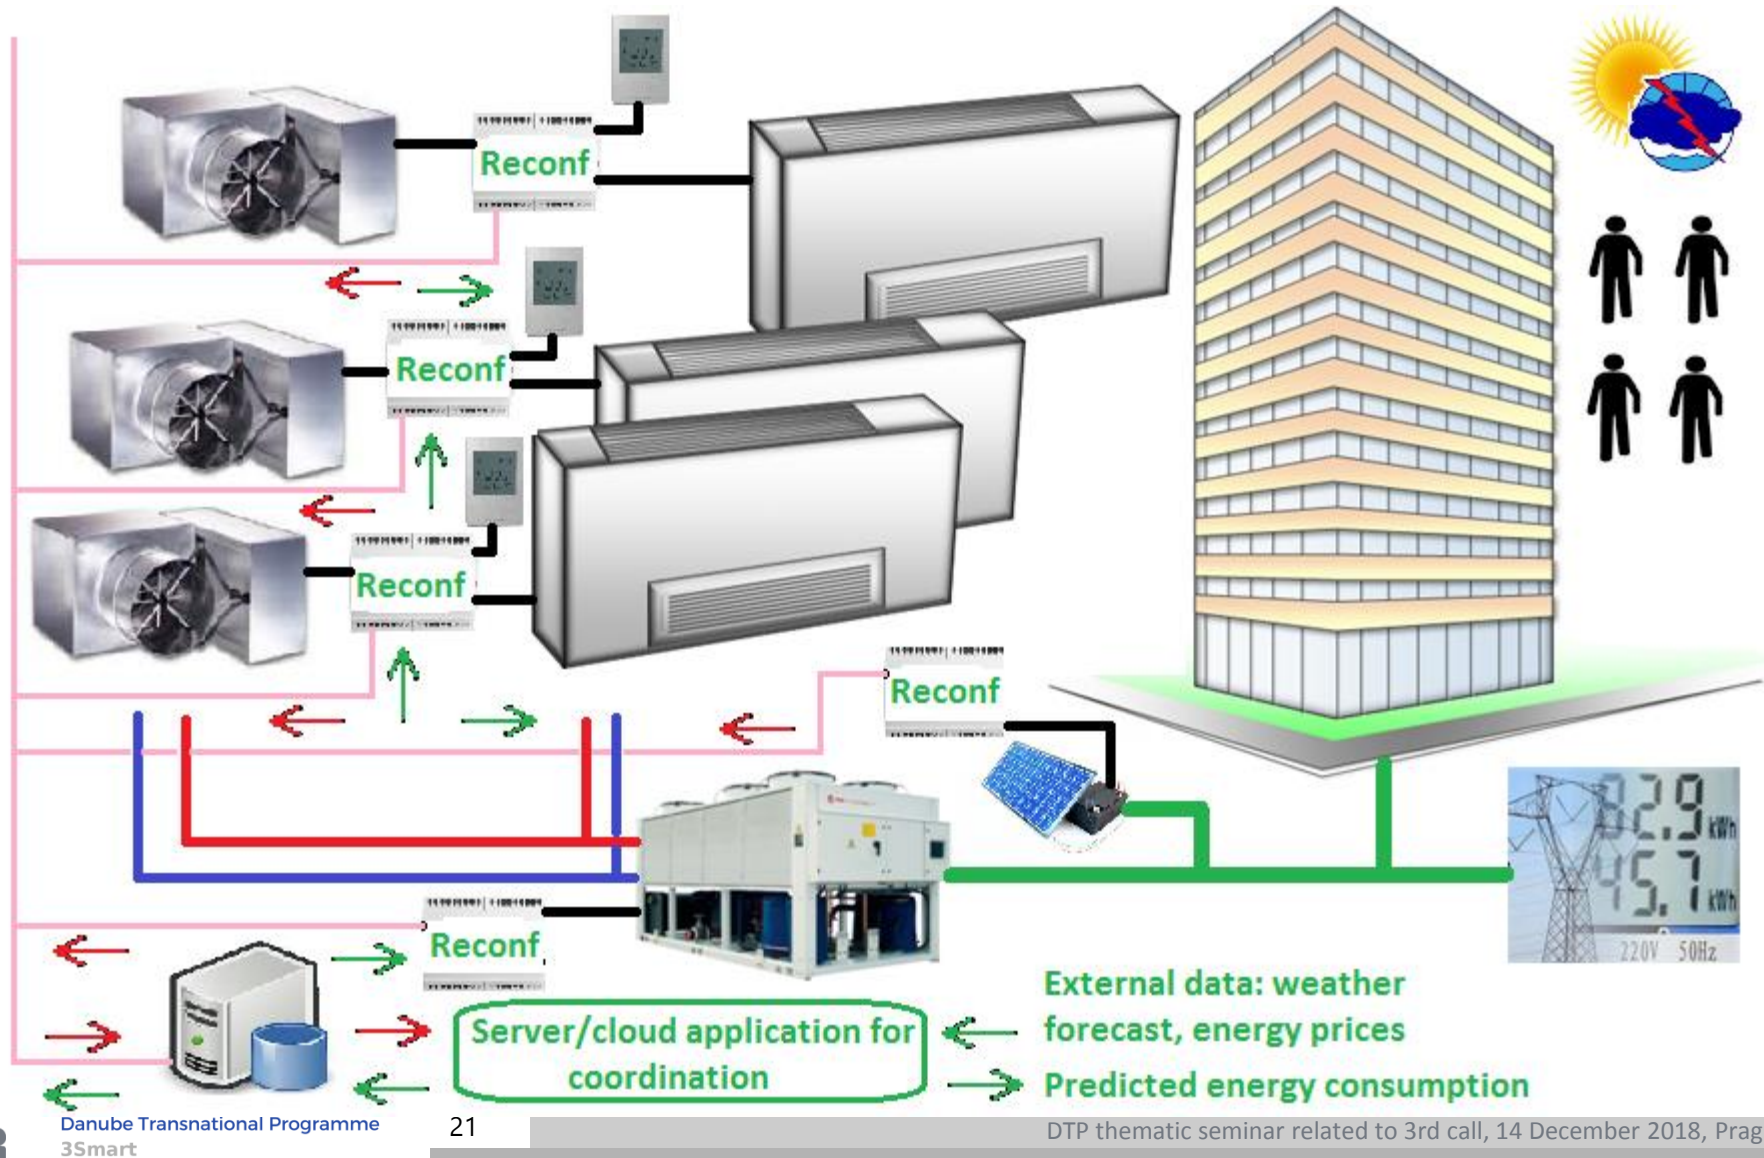 Reconf
Reconf
Reconf
Reconf
Reconf
kWh
45.7 kWh
220V 50Hz
External data: weather
forecast, energy prices
Server/cloud application for
coordination
Predicted energy consumption
Danube Transnational Programme
3Smart
21
DTP thematic seminar related to 3rd call, 14 December 2018, Prag